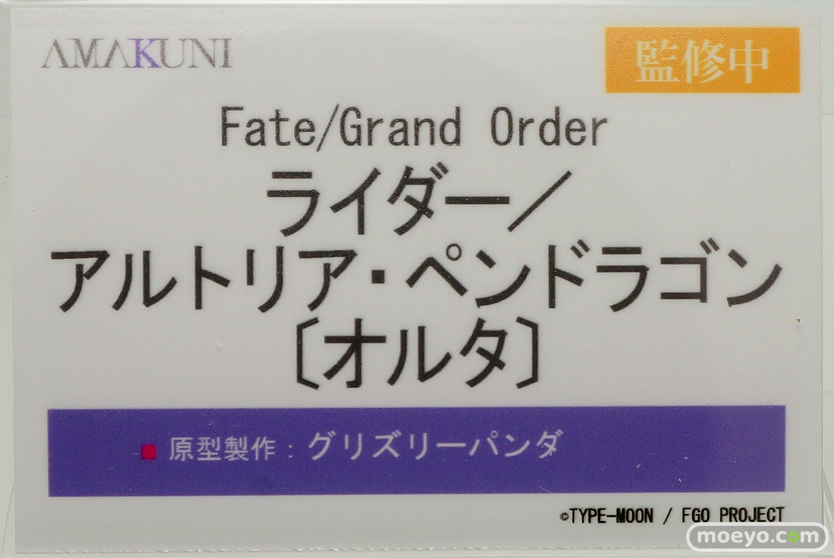 AMAKUNI
監修中
Fate/Grand Order
ライダー／
アルトリア・ペンドラゴン
〔オルタ〕
■ 原型製作：グリズリーパンダ
©TYPE-MOON / FGO PROJECT
moeyo.com